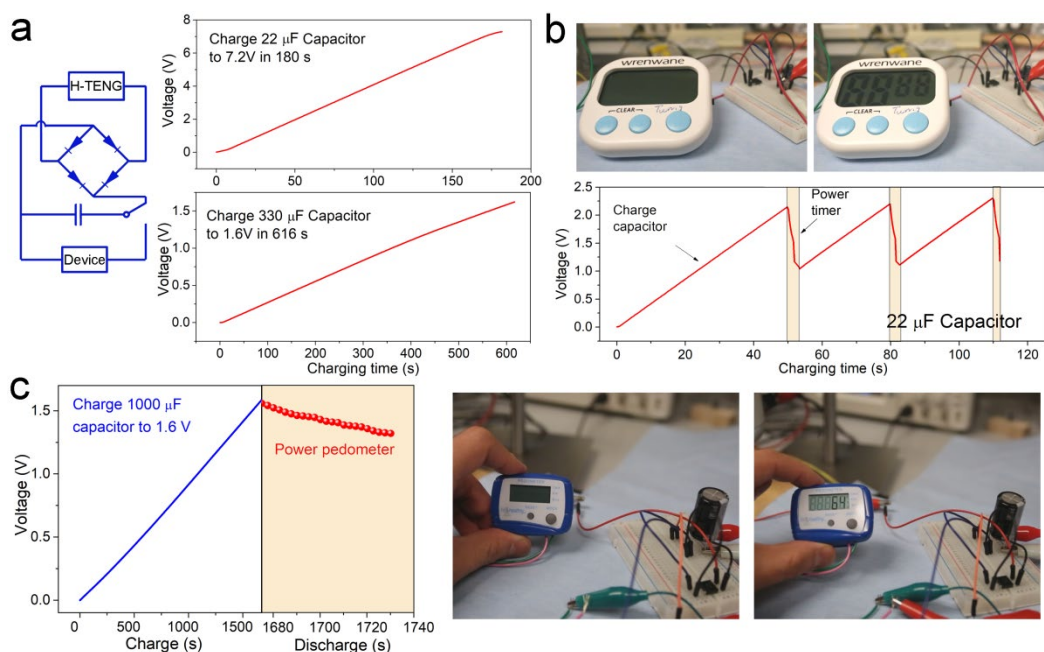 a
H-TENG
Device
Charge 22 μF Capacitor
to 7.2V in 180 s
Voltage (V)
8
6
4
2
0
0 50 100 150 200
Charge 330 μF Capacitor
to 1.6V in 616 s
Voltage (V)
1.5
1.0
0.5
0.0
0 100 200 300 400 500 600
Charging time (s)
b
wrenwane
CLEAR
wrenwane
CLEAR
Voltage (V)
2.5
2.0
1.5
1.0
0.5
0.0
Charge
capacitor
Power
timer
22 μF Capacitor
0 20 40 60 80 100 120
Charging time (s)
c
Charge 1000 μF
capacitor to 1.6 V
Power pedometer
Voltage (V)
1.5
1.0
0.5
0.0
0 500 1000 1500 1680 1700 1720 1740
Charge (s)
Discharge (s)
64